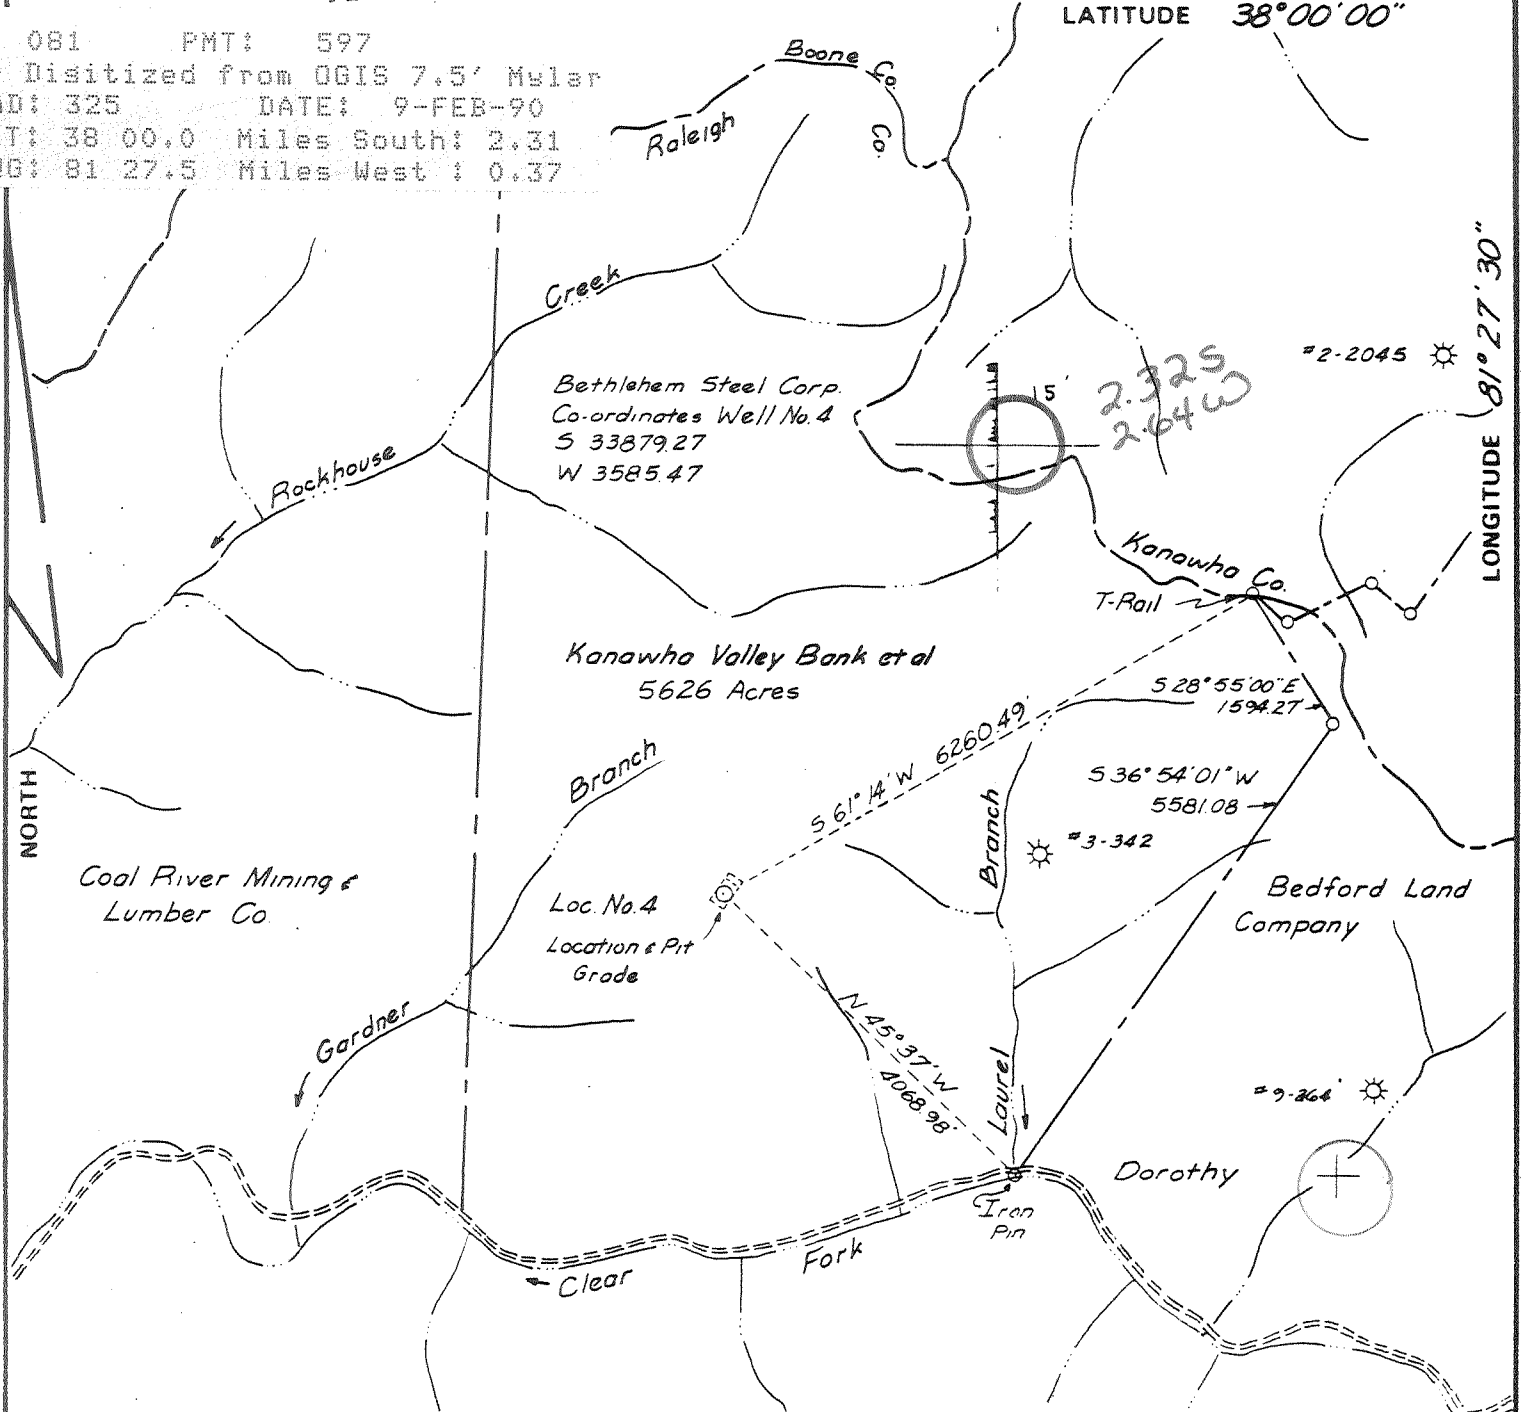 LATITUDE 38°00'00"
081 PMT: 597
Digitized from OGIS 7.5' Mylar
325 DATE: 9-FEB-90
38 00.0 Miles South: 2.31
81 27.5 Miles West : 0.37
Boone Co.
Raleigh Co.
LONGITUDE 81°27'30"
Creek
#2-2045
15'
2.32S
2.64W
Bethlehem Steel Corp.
Co-ordinates Well No. 4
S 33879.27
W 3585.47
Rockhouse
Kanawha Co.
T-Rail
Kanawha Valley Bank et al
5626 Acres
S 28°55'00"E
1594.27
S 61°14'W 6260.49'
Branch
NORTH
S 36°54'01"W
5581.08
Branch
#3-342
Coal River Mining &
Lumber Co.
Bedford Land
Company
Loc. No. 4
Location & Pit
Grade
N 45°37'W
4068.98'
Gardner
Laurel
Dorothy
Iron
Pin
Fork
Clear